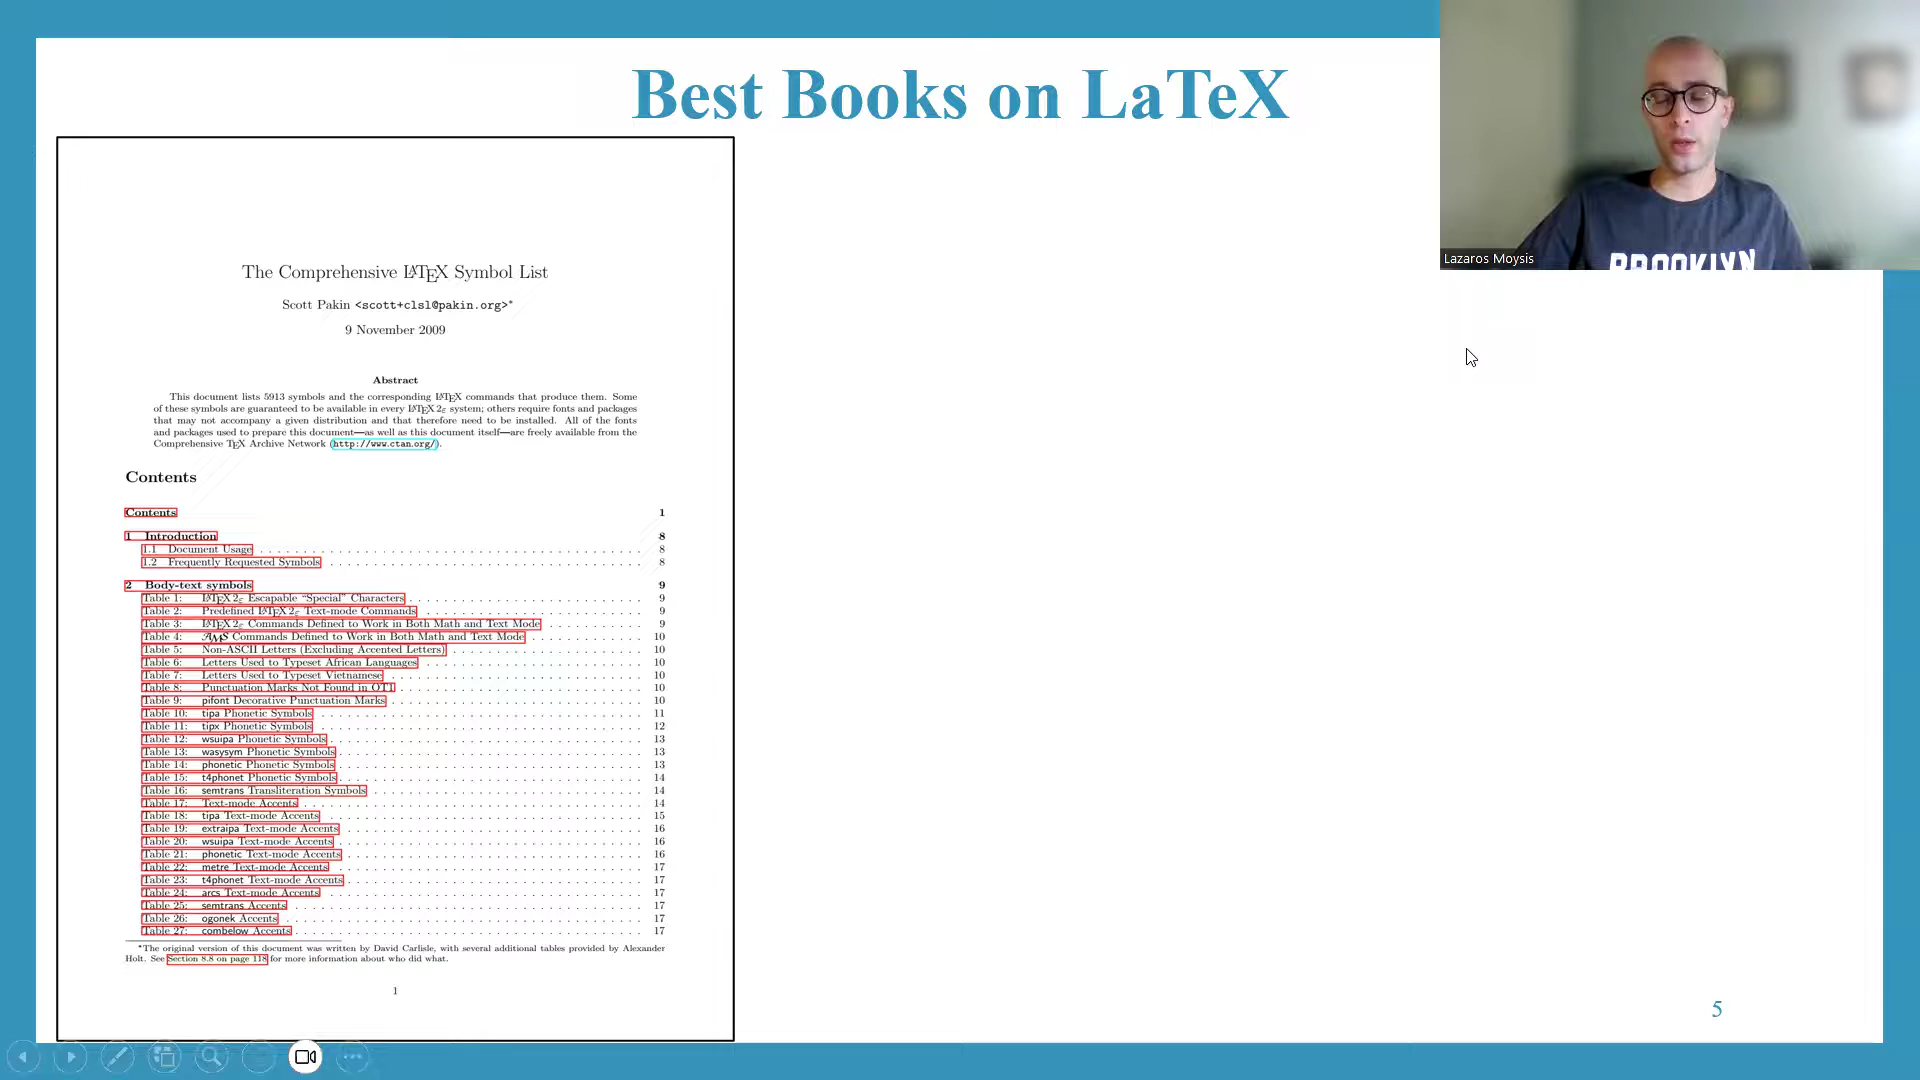 Best Books on LaTeX
Lazaros Moysis
BROOKLYN
The Comprehensive LATEX Symbol List
Scott Pakin <scott+clsl@pakin.org>*
9 November 2009
Abstract
This document lists 5913 symbols and the corresponding LATEX commands that produce them. Some
of these symbols are guaranteed to be available in every LATEX 2ε system; others require fonts and packages
that may not accompany a given distribution and that therefore need to be installed. All of the fonts
and packages used to prepare this document—as well as this document itself—are freely available from the
Comprehensive TEX Archive Network (http://www.ctan.org/).
Contents
Contents 1
1 Introduction 8
1.1 Document Usage 8
1.2 Frequently Requested Symbols 8
2 Body-text symbols 9
Table 1: LATEX 2ε Escapable “Special” Characters 9
Table 2: Predefined LATEX 2ε Text-mode Commands 9
Table 3: LATEX 2ε Commands Defined to Work in Both Math and Text Mode 9
Table 4: AMS Commands Defined to Work in Both Math and Text Mode 10
Table 5: Non-ASCII Letters (Excluding Accented Letters) 10
Table 6: Letters Used to Typeset African Languages 10
Table 7: Letters Used to Typeset Vietnamese 10
Table 8: Punctuation Marks Not Found in OT1 10
Table 9: pifont Decorative Punctuation Marks 10
Table 10: tipa Phonetic Symbols 11
Table 11: tipx Phonetic Symbols 12
Table 12: wsuipa Phonetic Symbols 13
Table 13: wasysym Phonetic Symbols 13
Table 14: phonetic Phonetic Symbols 13
Table 15: t4phonet Phonetic Symbols 14
Table 16: semtrans Transliteration Symbols 14
Table 17: Text-mode Accents 14
Table 18: tipa Text-mode Accents 15
Table 19: extraipa Text-mode Accents 16
Table 20: wsuipa Text-mode Accents 16
Table 21: phonetic Text-mode Accents 16
Table 22: metre Text-mode Accents 17
Table 23: t4phonet Text-mode Accents 17
Table 24: arcs Text-mode Accents 17
Table 25: semtrans Accents 17
Table 26: ogonek Accents 17
Table 27: combelow Accents 17
*The original version of this document was written by David Carlisle, with several additional tables provided by Alexander
Holt. See Section 8.8 on page 118 for more information about who did what.
1
5